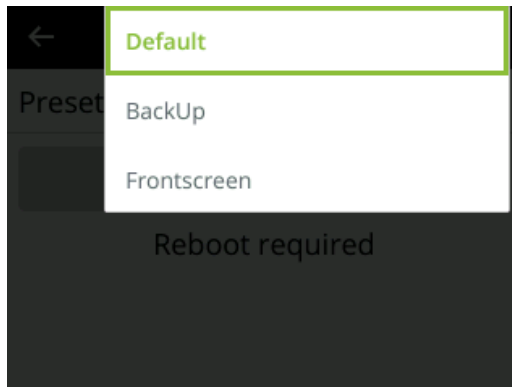 Default
Preset
BackUp
Frontscreen
Reboot required